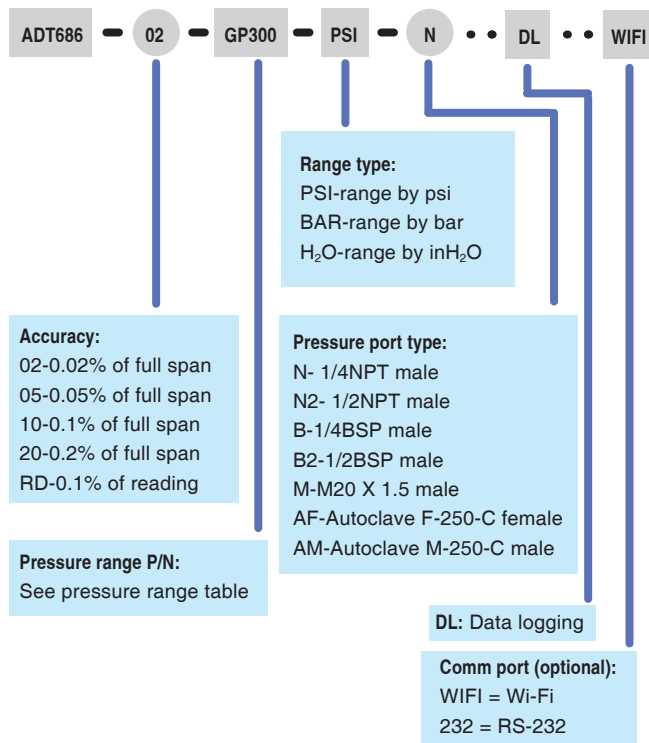 ADT686 - 02 - GP300 - PSI - N •• DL •• WIFI
Range type:
PSI-range by psi
BAR-range by bar
H₂O-range by inH₂O
Accuracy:
02-0.02% of full span
05-0.05% of full span
10-0.1% of full span
20-0.2% of full span
RD-0.1% of reading
Pressure port type:
N- 1/4NPT male
N2- 1/2NPT male
B-1/4BSP male
B2-1/2BSP male
M-M20 X 1.5 male
AF-Autoclave F-250-C female
AM-Autoclave M-250-C male
Pressure range P/N:
See pressure range table
DL: Data logging
Comm port (optional):
WIFI = Wi-Fi
232 = RS-232